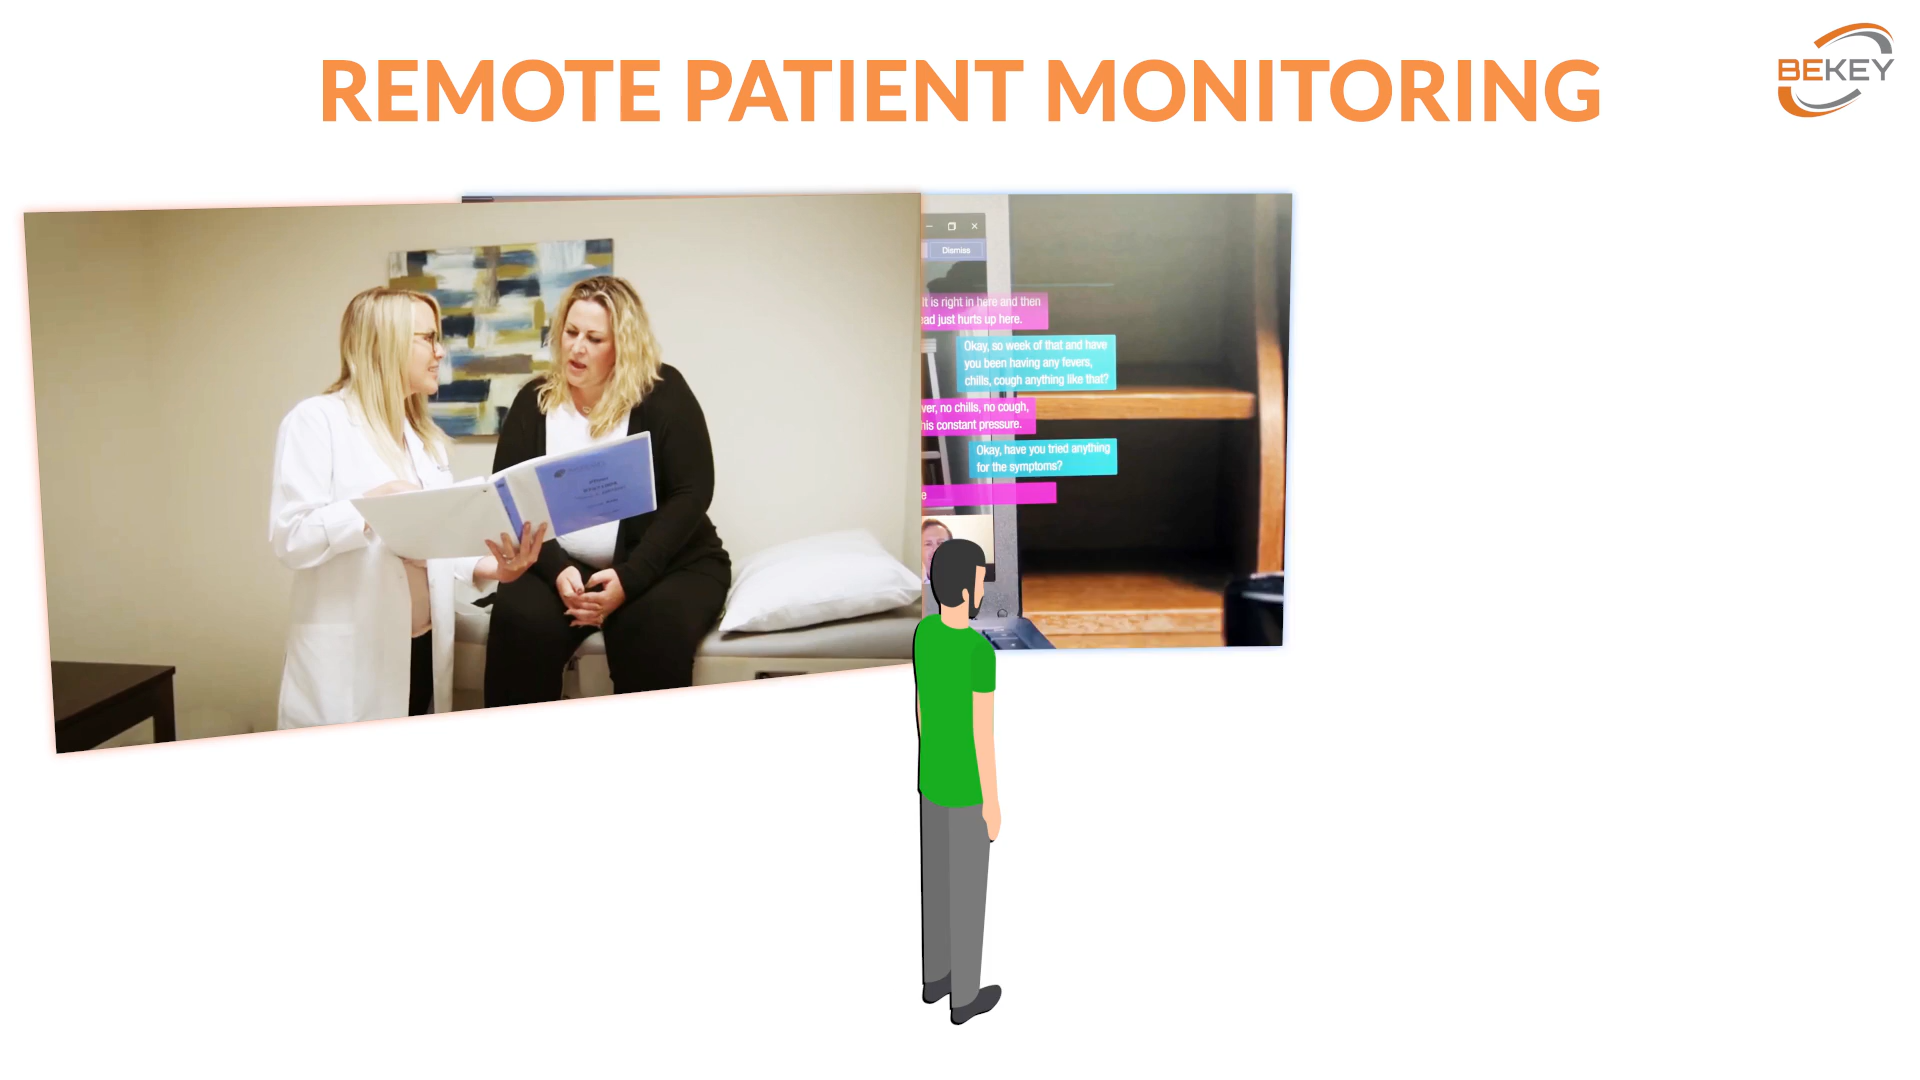 REMOTE PATIENT MONITORING
BEKEY
Dismiss
It is right in here and then
just hurts up here.
Okay, so week of that and have
you been having any fevers,
chills, cough anything like that?
no chills, no cough,
constant pressure.
Okay, have you tried anything
for the symptoms?